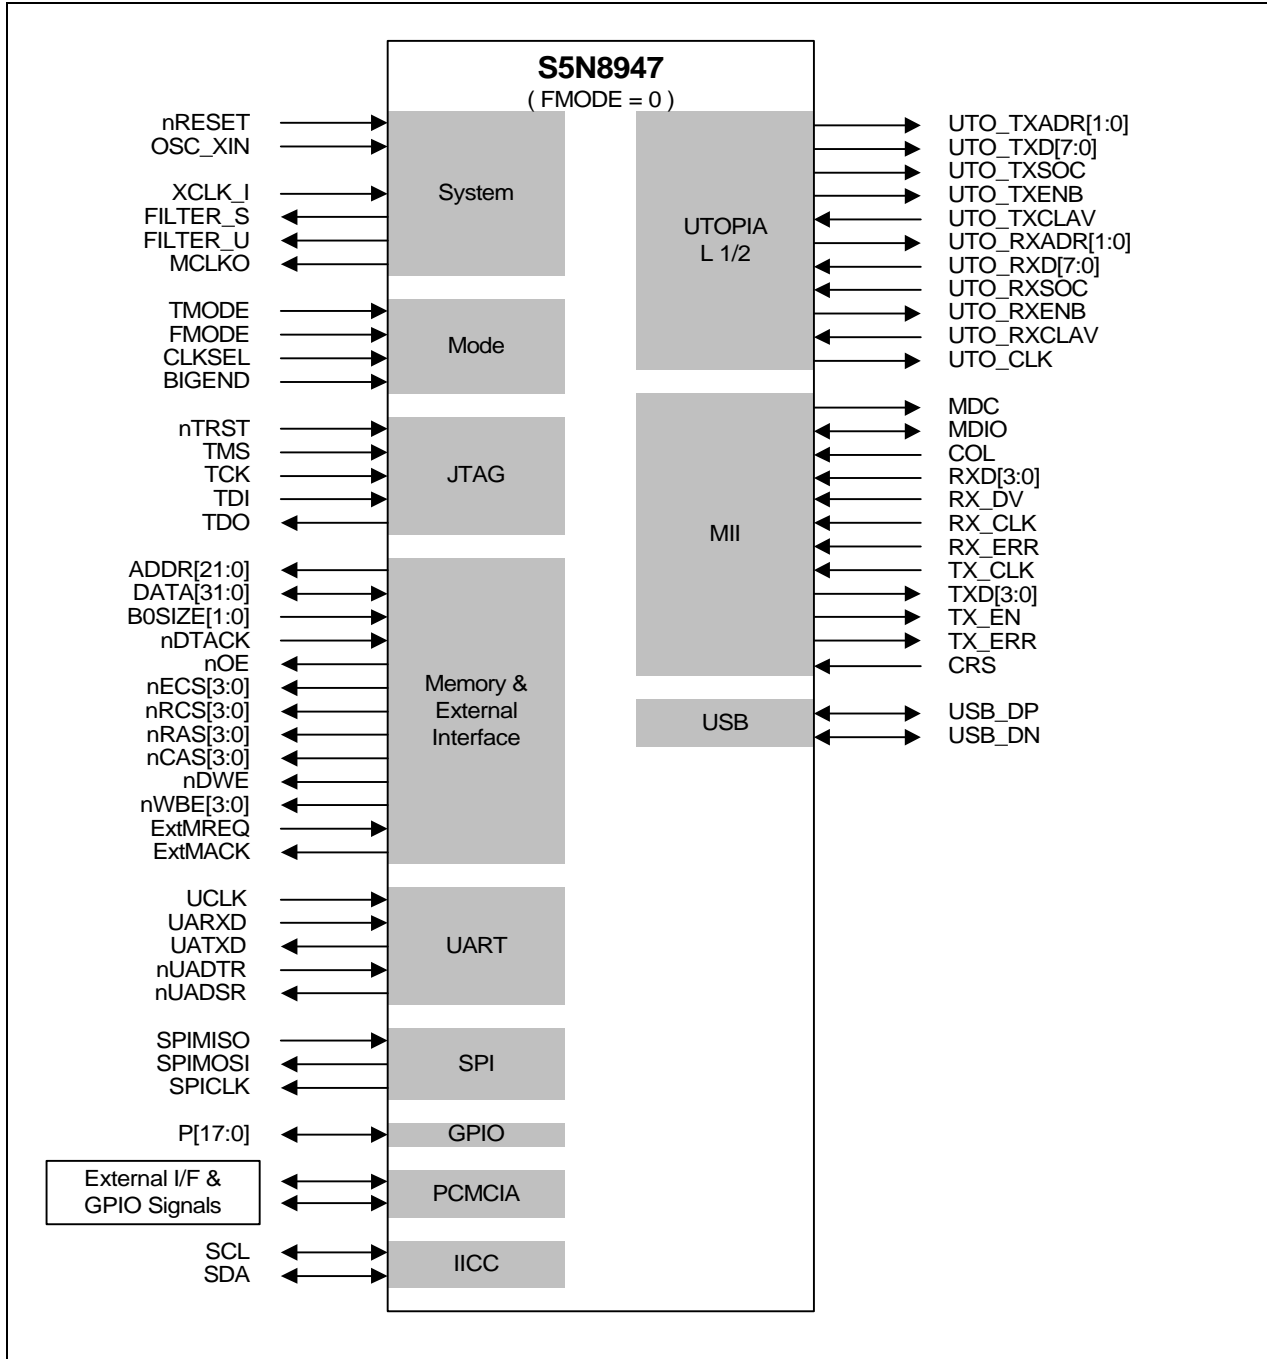 S5N8947
( FMODE = 0 )
nRESET
OSC_XIN
XCLK_I
FILTER_S
FILTER_U
MCLKO
System
TMODE
FMODE
CLKSEL
BIGEND
Mode
nTRST
TMS
TCK
TDI
TDO
JTAG
ADDR[21:0]
DATA[31:0]
B0SIZE[1:0]
nDTACK
nOE
nECS[3:0]
nRCS[3:0]
nRAS[3:0]
nCAS[3:0]
nDWE
nWBE[3:0]
ExtMREQ
ExtMACK
Memory &
External
Interface
UCLK
UARXD
UATXD
nUADTR
nUADSR
UART
SPIMISO
SPIMOSI
SPICLK
SPI
P[17:0]
GPIO
External I/F &
GPIO Signals
PCMCIA
SCL
SDA
IICC
UTOPIA
L 1/2
UTO_TXADR[1:0]
UTO_TXD[7:0]
UTO_TXSOC
UTO_TXENB
UTO_TXCLAV
UTO_RXADR[1:0]
UTO_RXD[7:0]
UTO_RXSOC
UTO_RXENB
UTO_RXCLAV
UTO_CLK
MII
MDC
MDIO
COL
RXD[3:0]
RX_DV
RX_CLK
RX_ERR
TX_CLK
TXD[3:0]
TX_EN
TX_ERR
CRS
USB
USB_DP
USB_DN